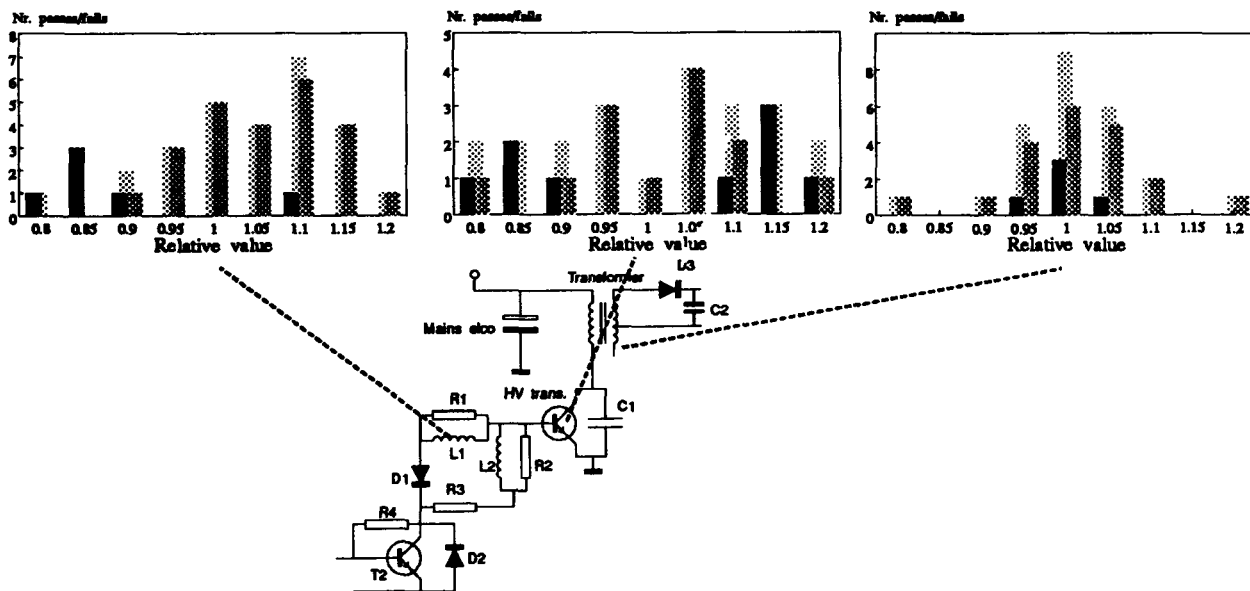 Nr. passes/fails
8
7
6
5
4
3
2
1
0
0.8 0.85 0.9 0.95 1 1.05 1.1 1.15 1.2
Relative value
Nr. passes/fails
5
4
3
2
1
0
0.8 0.85 0.9 0.95 1 1.1 1.15 1.2
Relative value
Nr. passes/fails
8
6
4
2
0
0.8 0.85 0.9 0.95 1 1.05 1.1 1.15 1.2
Relative value
Transformer
C2
Mains elco
HV trans.
R1
C1
L1
L2
R2
D1
R3
R4
D2
T2